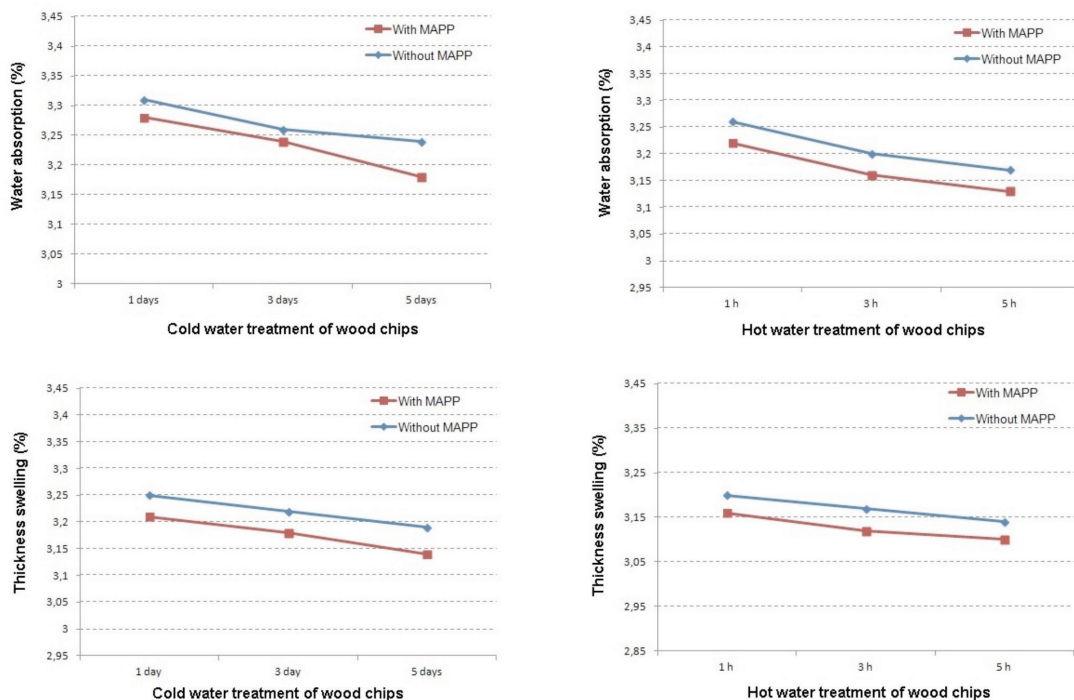 Water absorption (%)
3,45
3,4
3,35
3,3
3,25
3,2
3,15
3,1
3,05
3
With MAPP
Without MAPP
1 days
3 days
5 days
Cold water treatment of wood chips
Water absorption (%)
3,45
3,4
3,35
3,3
3,25
3,2
3,15
3,1
3,05
3
2,95
With MAPP
Without MAPP
1 h
3 h
5 h
Hot water treatment of wood chips
Thickness swelling (%)
3,45
3,4
3,35
3,3
3,25
3,2
3,15
3,1
3,05
3
2,95
With MAPP
Without MAPP
1 day
3 day
5 days
Cold water treatment of wood chips
Thickness swelling (%)
3,45
3,35
3,25
3,15
3,05
2,95
2,85
With MAPP
Without MAPP
1 h
3 h
5 h
Hot water treatment of wood chips